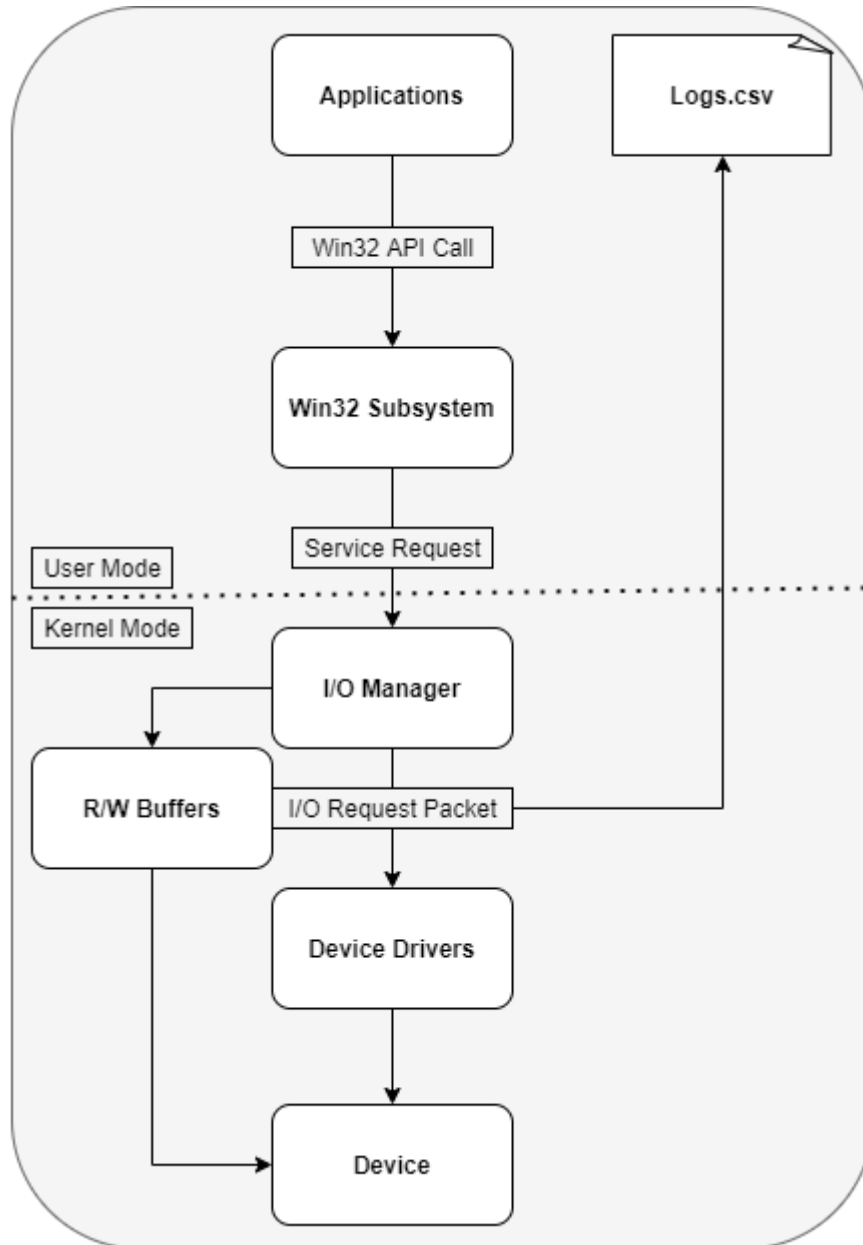 Applications
Logs.csv
Win32 API Call
Win32 Subsystem
Service Request
User Mode
Kernel Mode
I/O Manager
R/W Buffers
I/O Request Packet
Device Drivers
Device